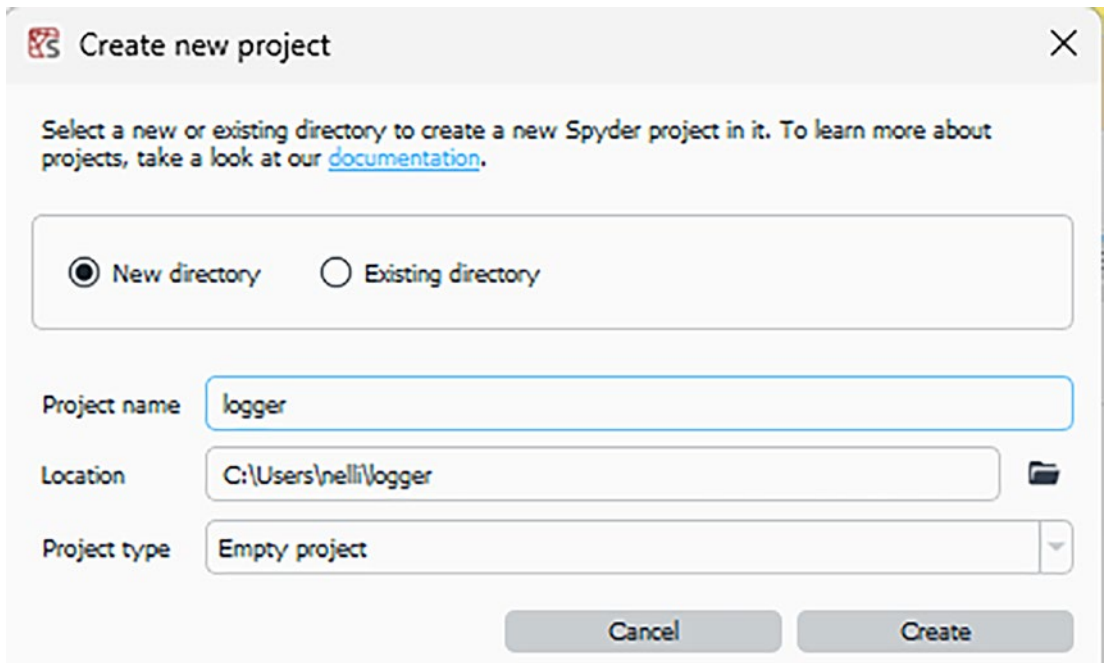 Create new project
Select a new or existing directory to create a new Spyder project in it. To learn more about
projects, take a look at our documentation.
New directory Existing directory
Project name logger
Location C:\Users\nelli\logger
Project type Empty project
Cancel Create